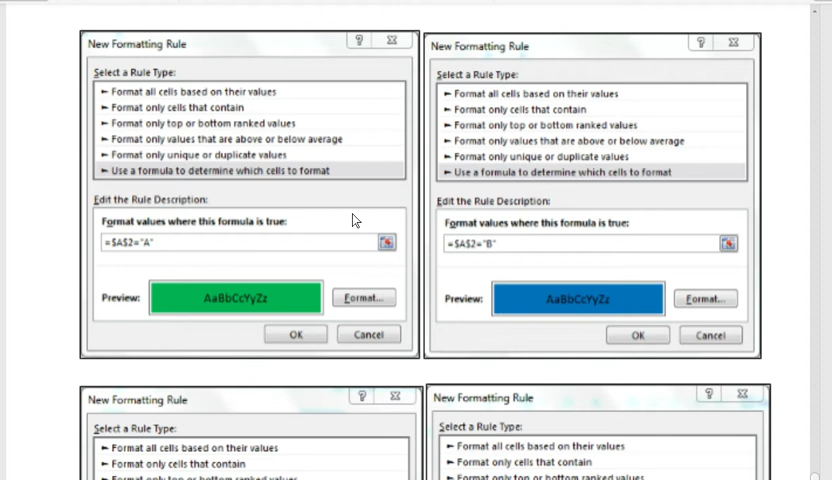 New Formatting Rule
Select a Rule Type:
► Format all cells based on their values
► Format only cells that contain
► Format only top or bottom ranked values
► Format only values that are above or below average
► Format only unique or duplicate values
► Use a formula to determine which cells to format
Edit the Rule Description:
Format values where this formula is true:
=$A$2="A"
Preview:
AaBbCcYyZz
Format...
OK
Cancel
New Formatting Rule
Select a Rule Type:
► Format all cells based on their values
► Format only cells that contain
► Format only top or bottom ranked values
► Format only values that are above or below average
► Format only unique or duplicate values
► Use a formula to determine which cells to format
Edit the Rule Description:
Format values where this formula is true:
=$A$2="B"
Preview:
AaBbCcYyZz
Format...
OK
Cancel
New Formatting Rule
Select a Rule Type:
► Format all cells based on their values
► Format only cells that contain
► Format only top or bottom ranked values
New Formatting Rule
Select a Rule Type:
► Format all cells based on their values
► Format only cells that contain
► Format only top or bottom ranked values